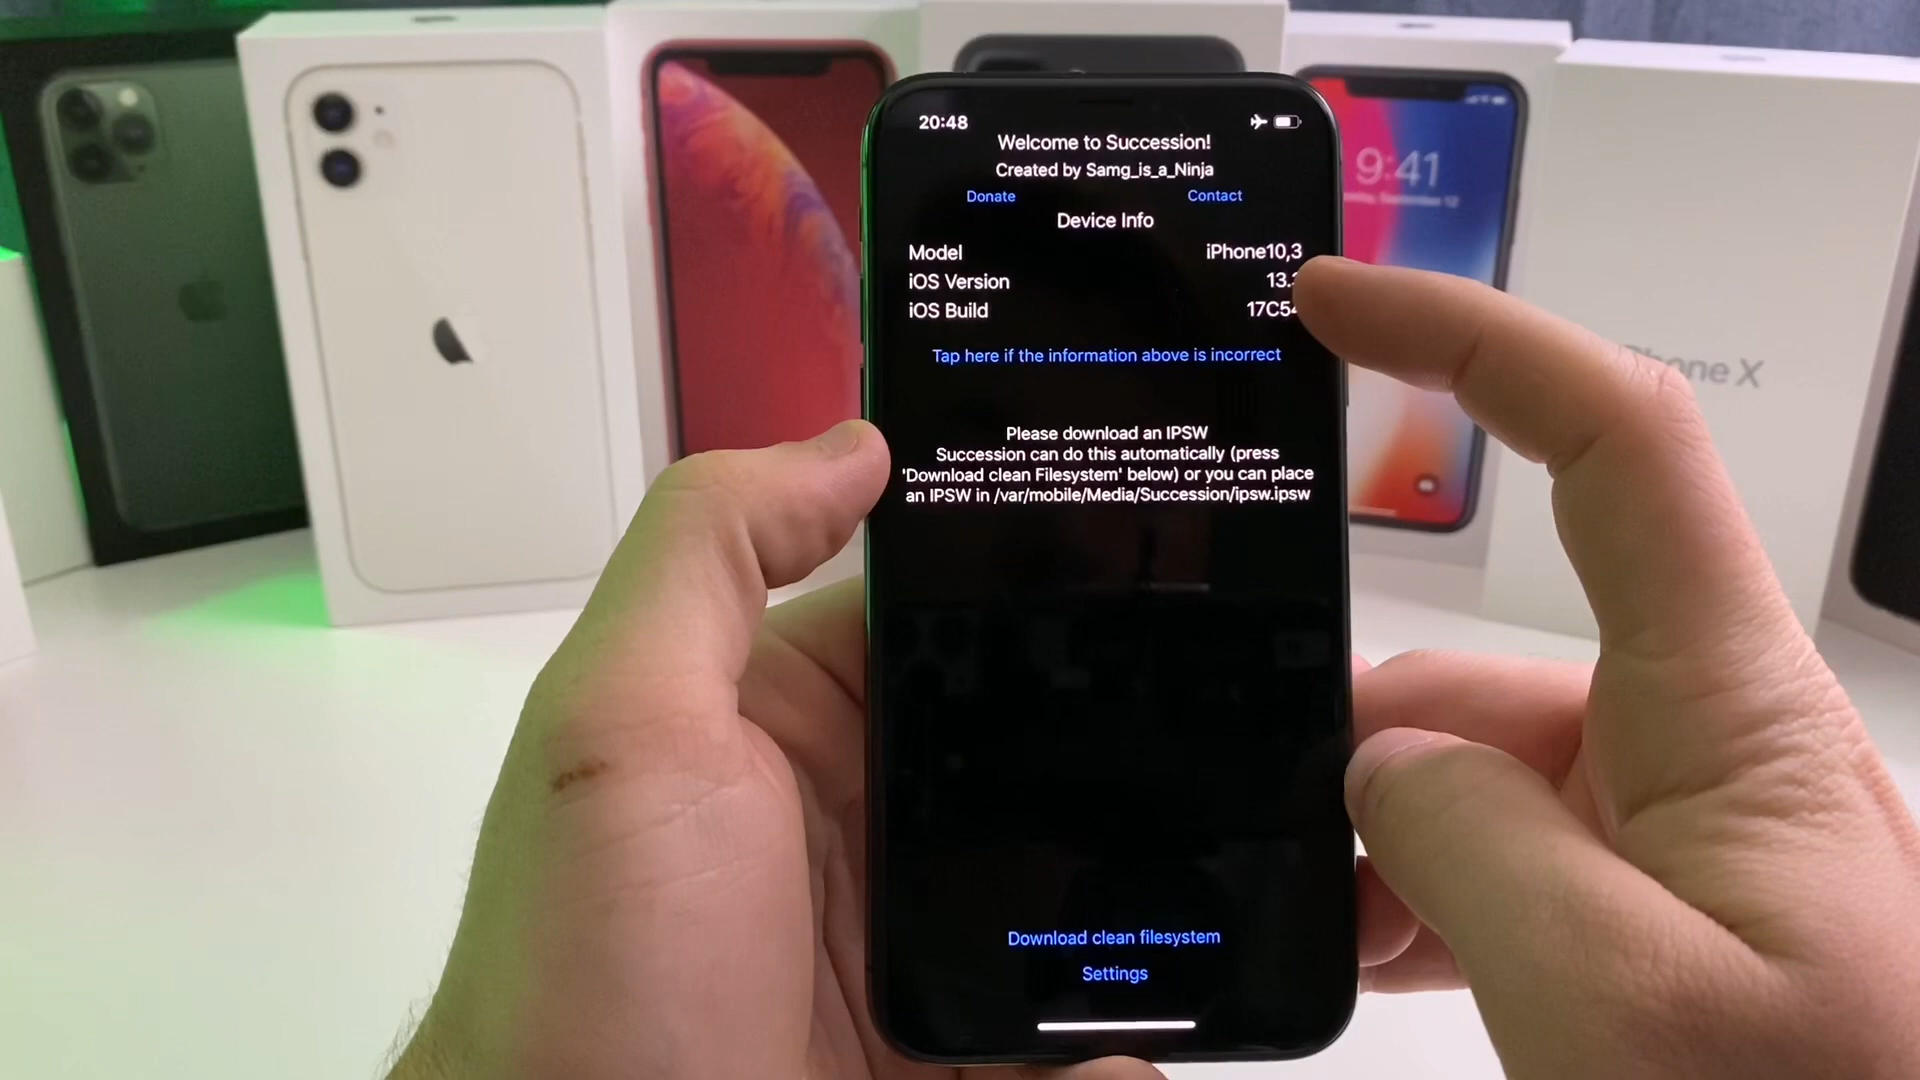 20:48
Welcome to Succession!
Created by Samg_is_a_Ninja
Donate Contact
Device Info
Model iPhone10,3
iOS Version
iOS Build 17C54
Tap here if the information above is incorrect
Please download an IPSW
Succession can do this automatically (press
'Download clean Filesystem' below) or you can place
an IPSW in /var/mobile/Media/Succession/ipsw.ipsw
Download clean filesystem
Settings
9:41
September 12
X